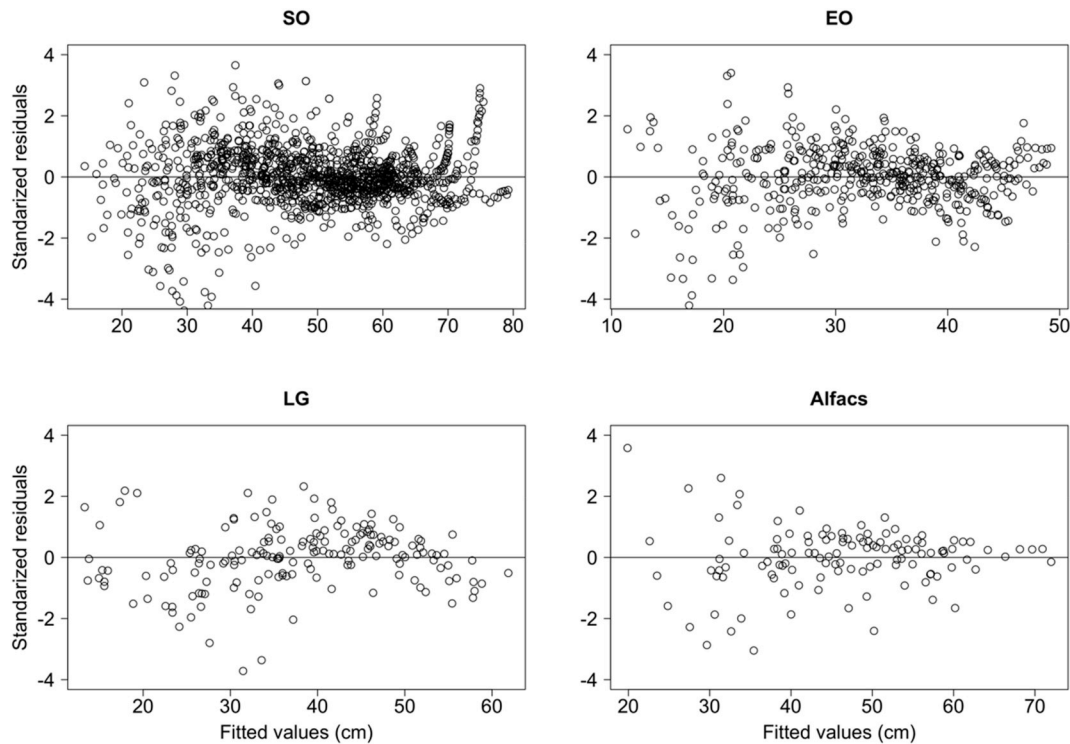 SO
EO
Standarized residuals
4
2
0
-2
-4
20 30 40 50 60 70 80
4
2
0
-2
-4
10 20 30 40 50
LG
Alfacs
Standarized residuals
4
2
0
-2
-4
20 30 40 50 60
Fitted values (cm)
4
2
0
-2
-4
20 30 40 50 60 70
Fitted values (cm)